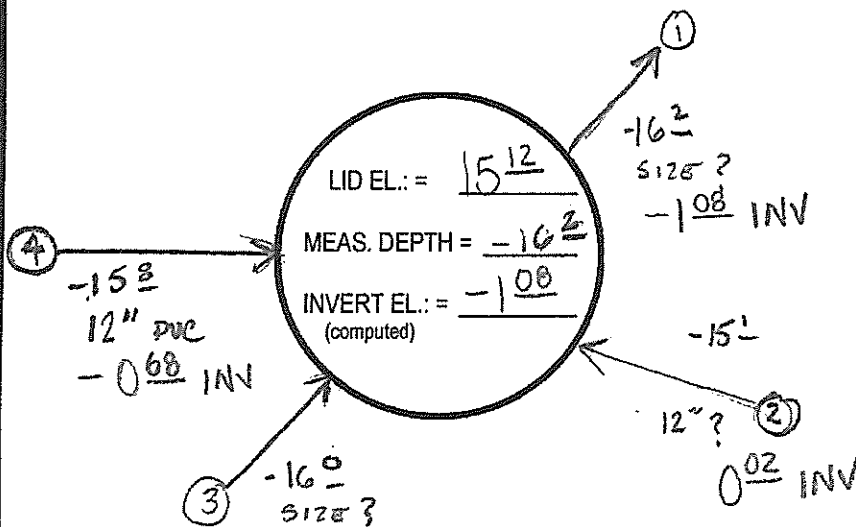 1
-16 2
SIZE ?
-1 08 INV
LID EL.: = 15 12
MEAS. DEPTH = -16 2
INVERT EL.: = -1 08
(computed)
4
-15 8
12" PVC
-0 68 INV
-15 1
12" ?
2
0 02 INV
3
-16 0
SIZE ?